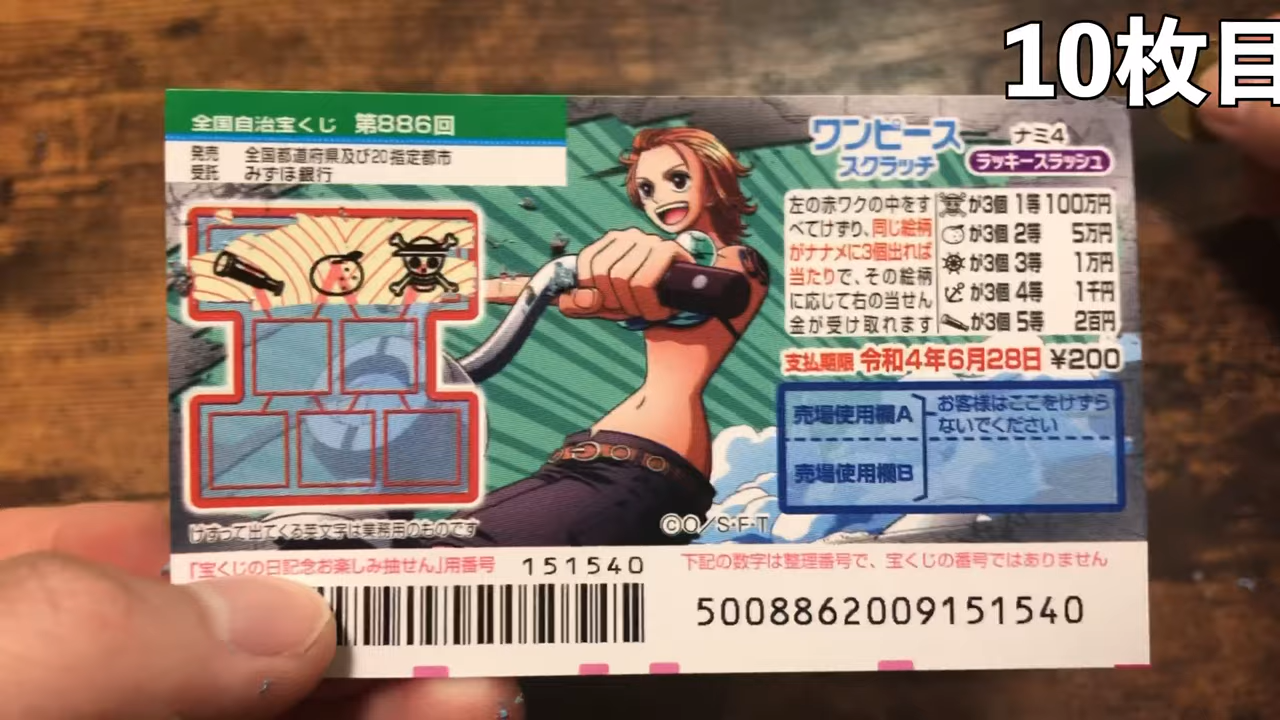 10枚目
全国自治宝くじ 第886回
発売 全国都道府県及び20指定都市
受託 みずほ銀行
ワンピース
スクラッチ
ナミ4
ラッキースラッシュ
左の赤ワクの中をす
べてけずり、同じ絵柄
がナナメに3個出れば
当たりで、その絵柄
に応じて右の当せん
金が受け取れます
が3個 1等 100万円
が3個 2等 5万円
が3個 3等 1万円
が3個 4等 1千円
が3個 5等 2百円
支払期限 令和4年6月28日 ¥200
売場使用欄A
お客様はここをけずら
ないでください
売場使用欄B
けずって出てくる英文字は業務用のものです
©O/S・F・T
「宝くじの日記念お楽しみ抽せん」用番号 151540
下記の数字は整理番号で、宝くじの番号ではありません
5008862009151540